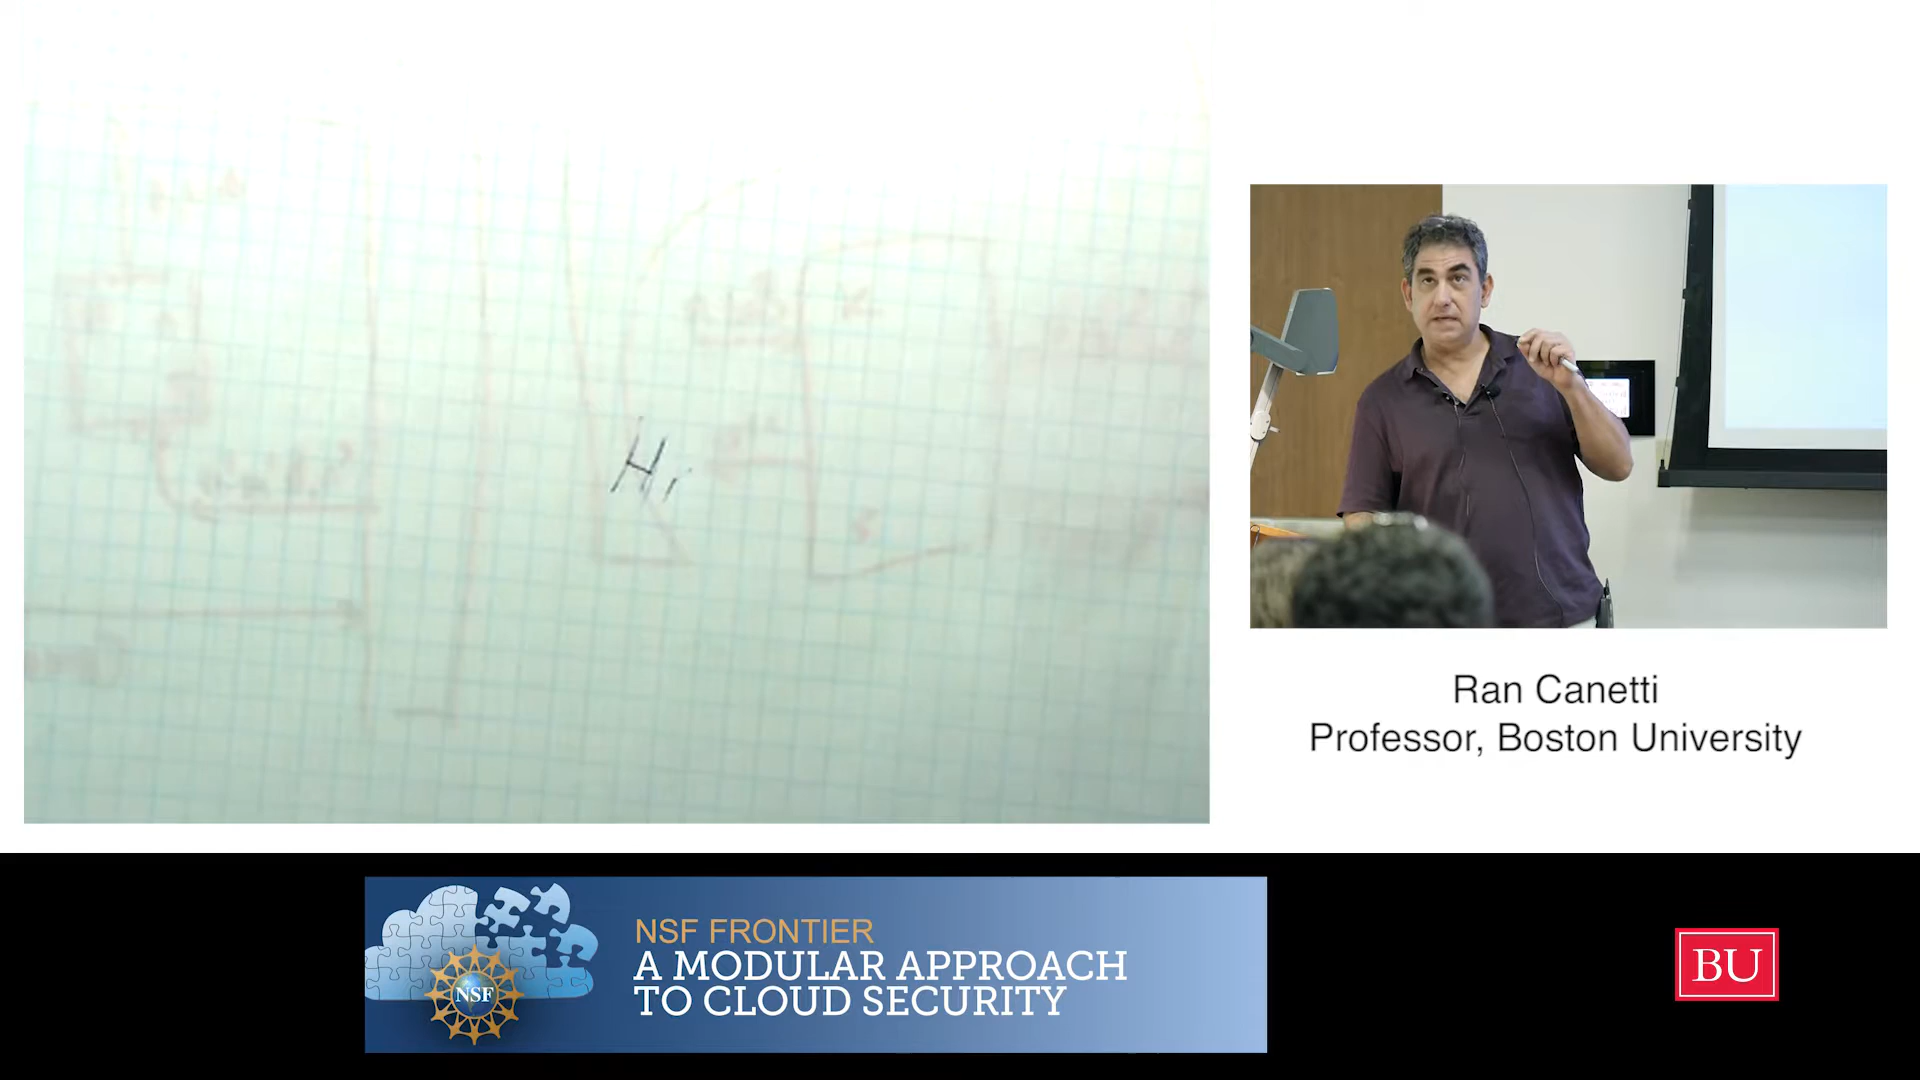 Hi
Ran Canetti
Professor, Boston University
NSF
NSF FRONTIER
A MODULAR APPROACH
TO CLOUD SECURITY
BU